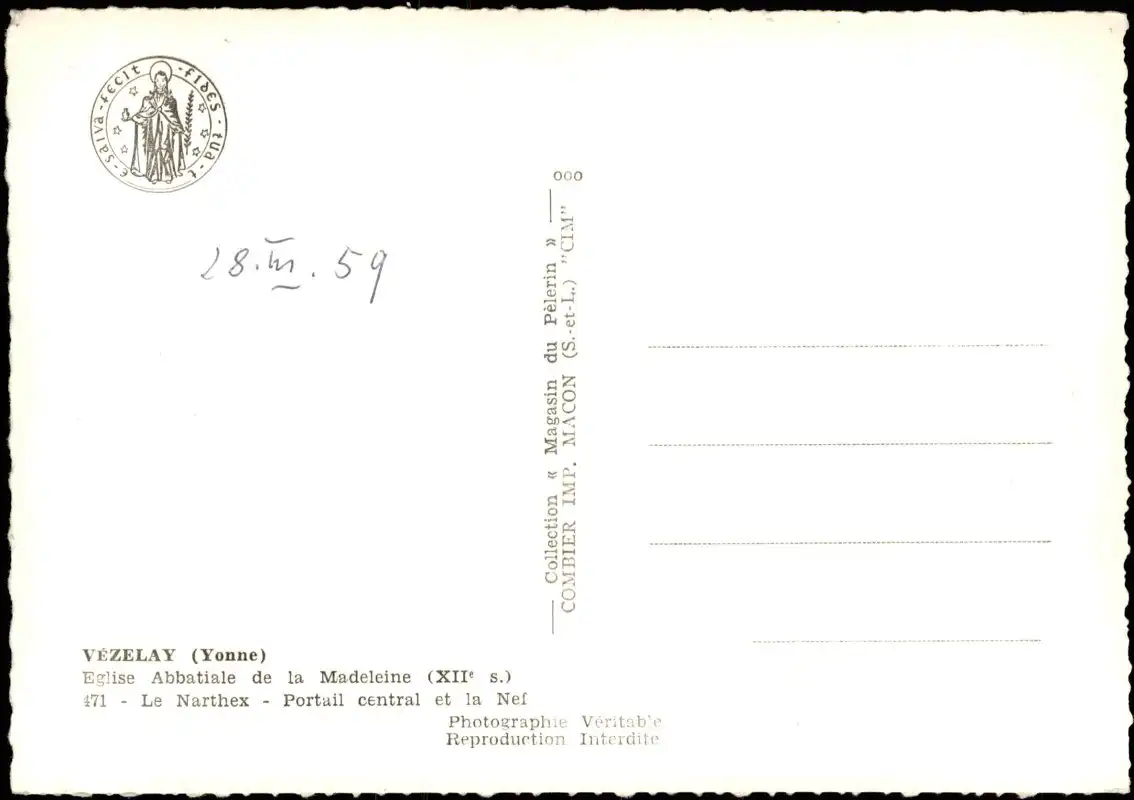 e-salva-fecit-fides-tua-t
28.III.59
ooo
Collection « Magasin du Pèlerin »
COMBIER IMP. MACON (S.-et-L.) "CIM"
VÉZELAY (Yonne)
Eglise Abbatiale de la Madeleine (XIIe s.)
471 - Le Narthex - Portail central et la Nef
Photographie Véritable
Reproduction Interdite